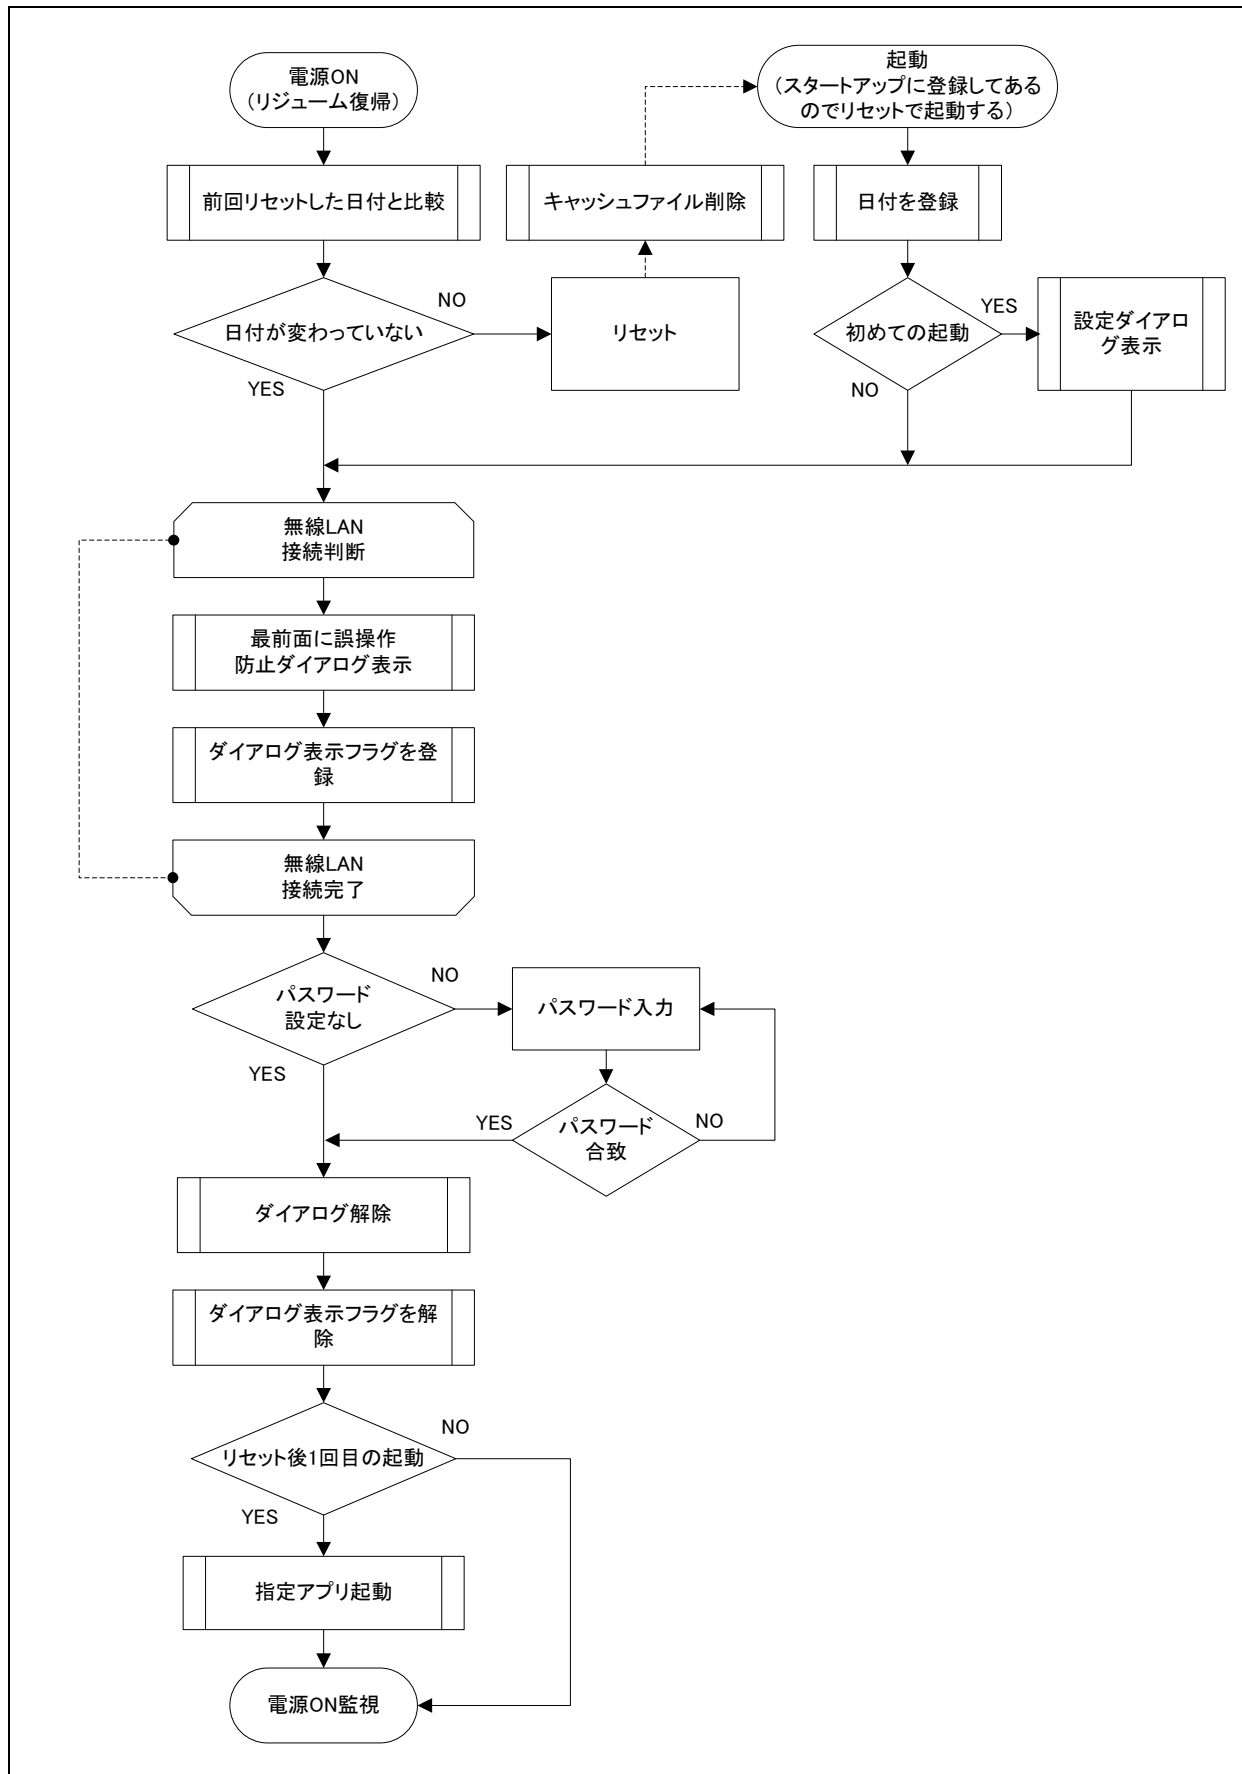 電源ON
（リジューム復帰）
起動
（スタートアップに登録してある
のでリセットで起動する）
前回リセットした日付と比較
キャッシュファイル削除
日付を登録
日付が変わっていない
NO
YES
リセット
初めての起動
YES
NO
設定ダイアロ
グ表示
無線LAN
接続判断
最前面に誤操作
防止ダイアログ表示
ダイアログ表示フラグを登
録
無線LAN
接続完了
パスワード
設定なし
NO
YES
パスワード入力
パスワード
合致
YES
NO
ダイアログ解除
ダイアログ表示フラグを解
除
リセット後1回目の起動
NO
YES
指定アプリ起動
電源ON監視